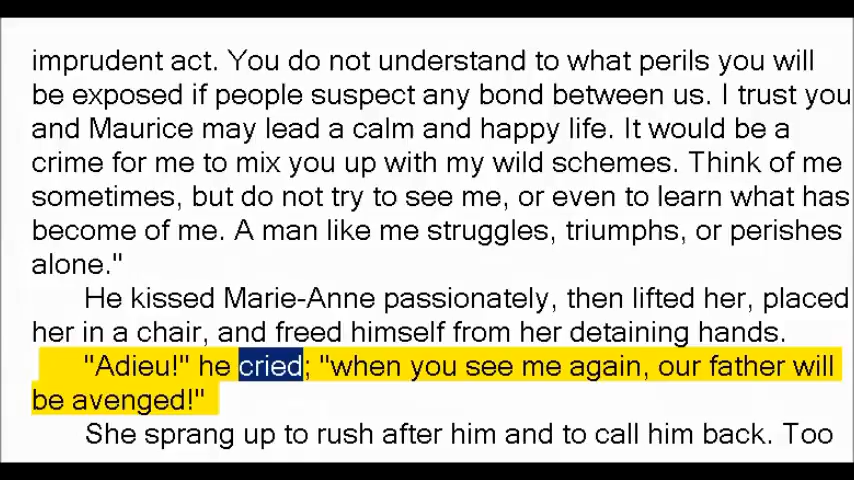 imprudent act. You do not understand to what perils you will
be exposed if people suspect any bond between us. I trust you
and Maurice may lead a calm and happy life. It would be a
crime for me to mix you up with my wild schemes. Think of me
sometimes, but do not try to see me, or even to learn what has
become of me. A man like me struggles, triumphs, or perishes
alone."
He kissed Marie-Anne passionately, then lifted her, placed
her in a chair, and freed himself from her detaining hands.
"Adieu!" he cried; "when you see me again, our father will
be avenged!"
She sprang up to rush after him and to call him back. Too